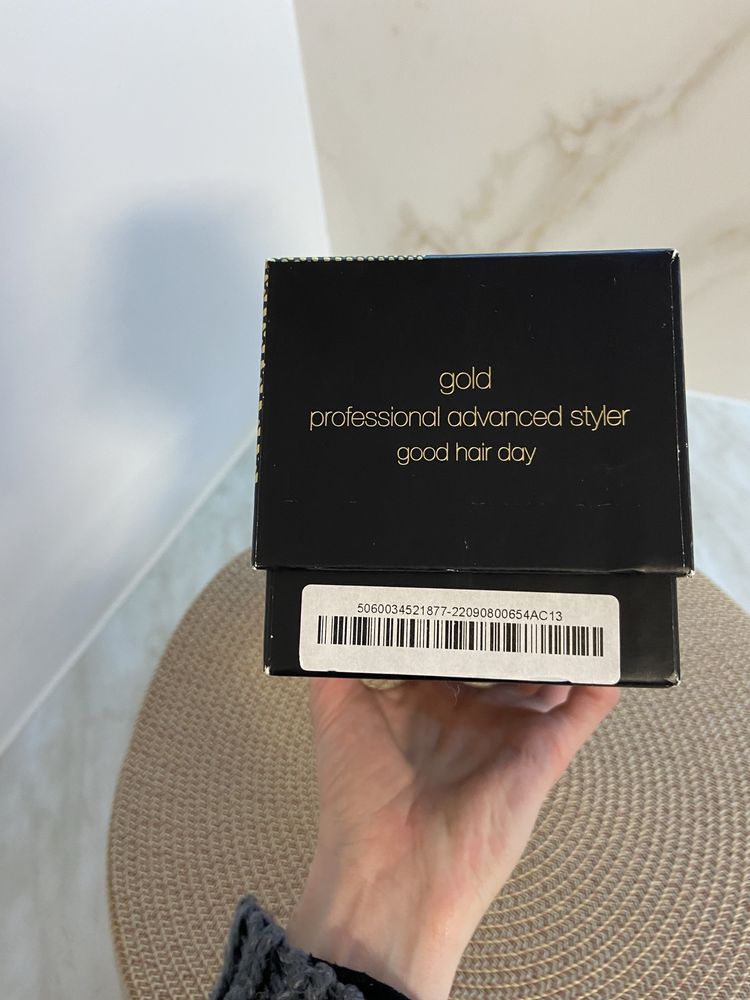 gold
professional advanced styler
good hair day
5060034521877-22090800654AC13